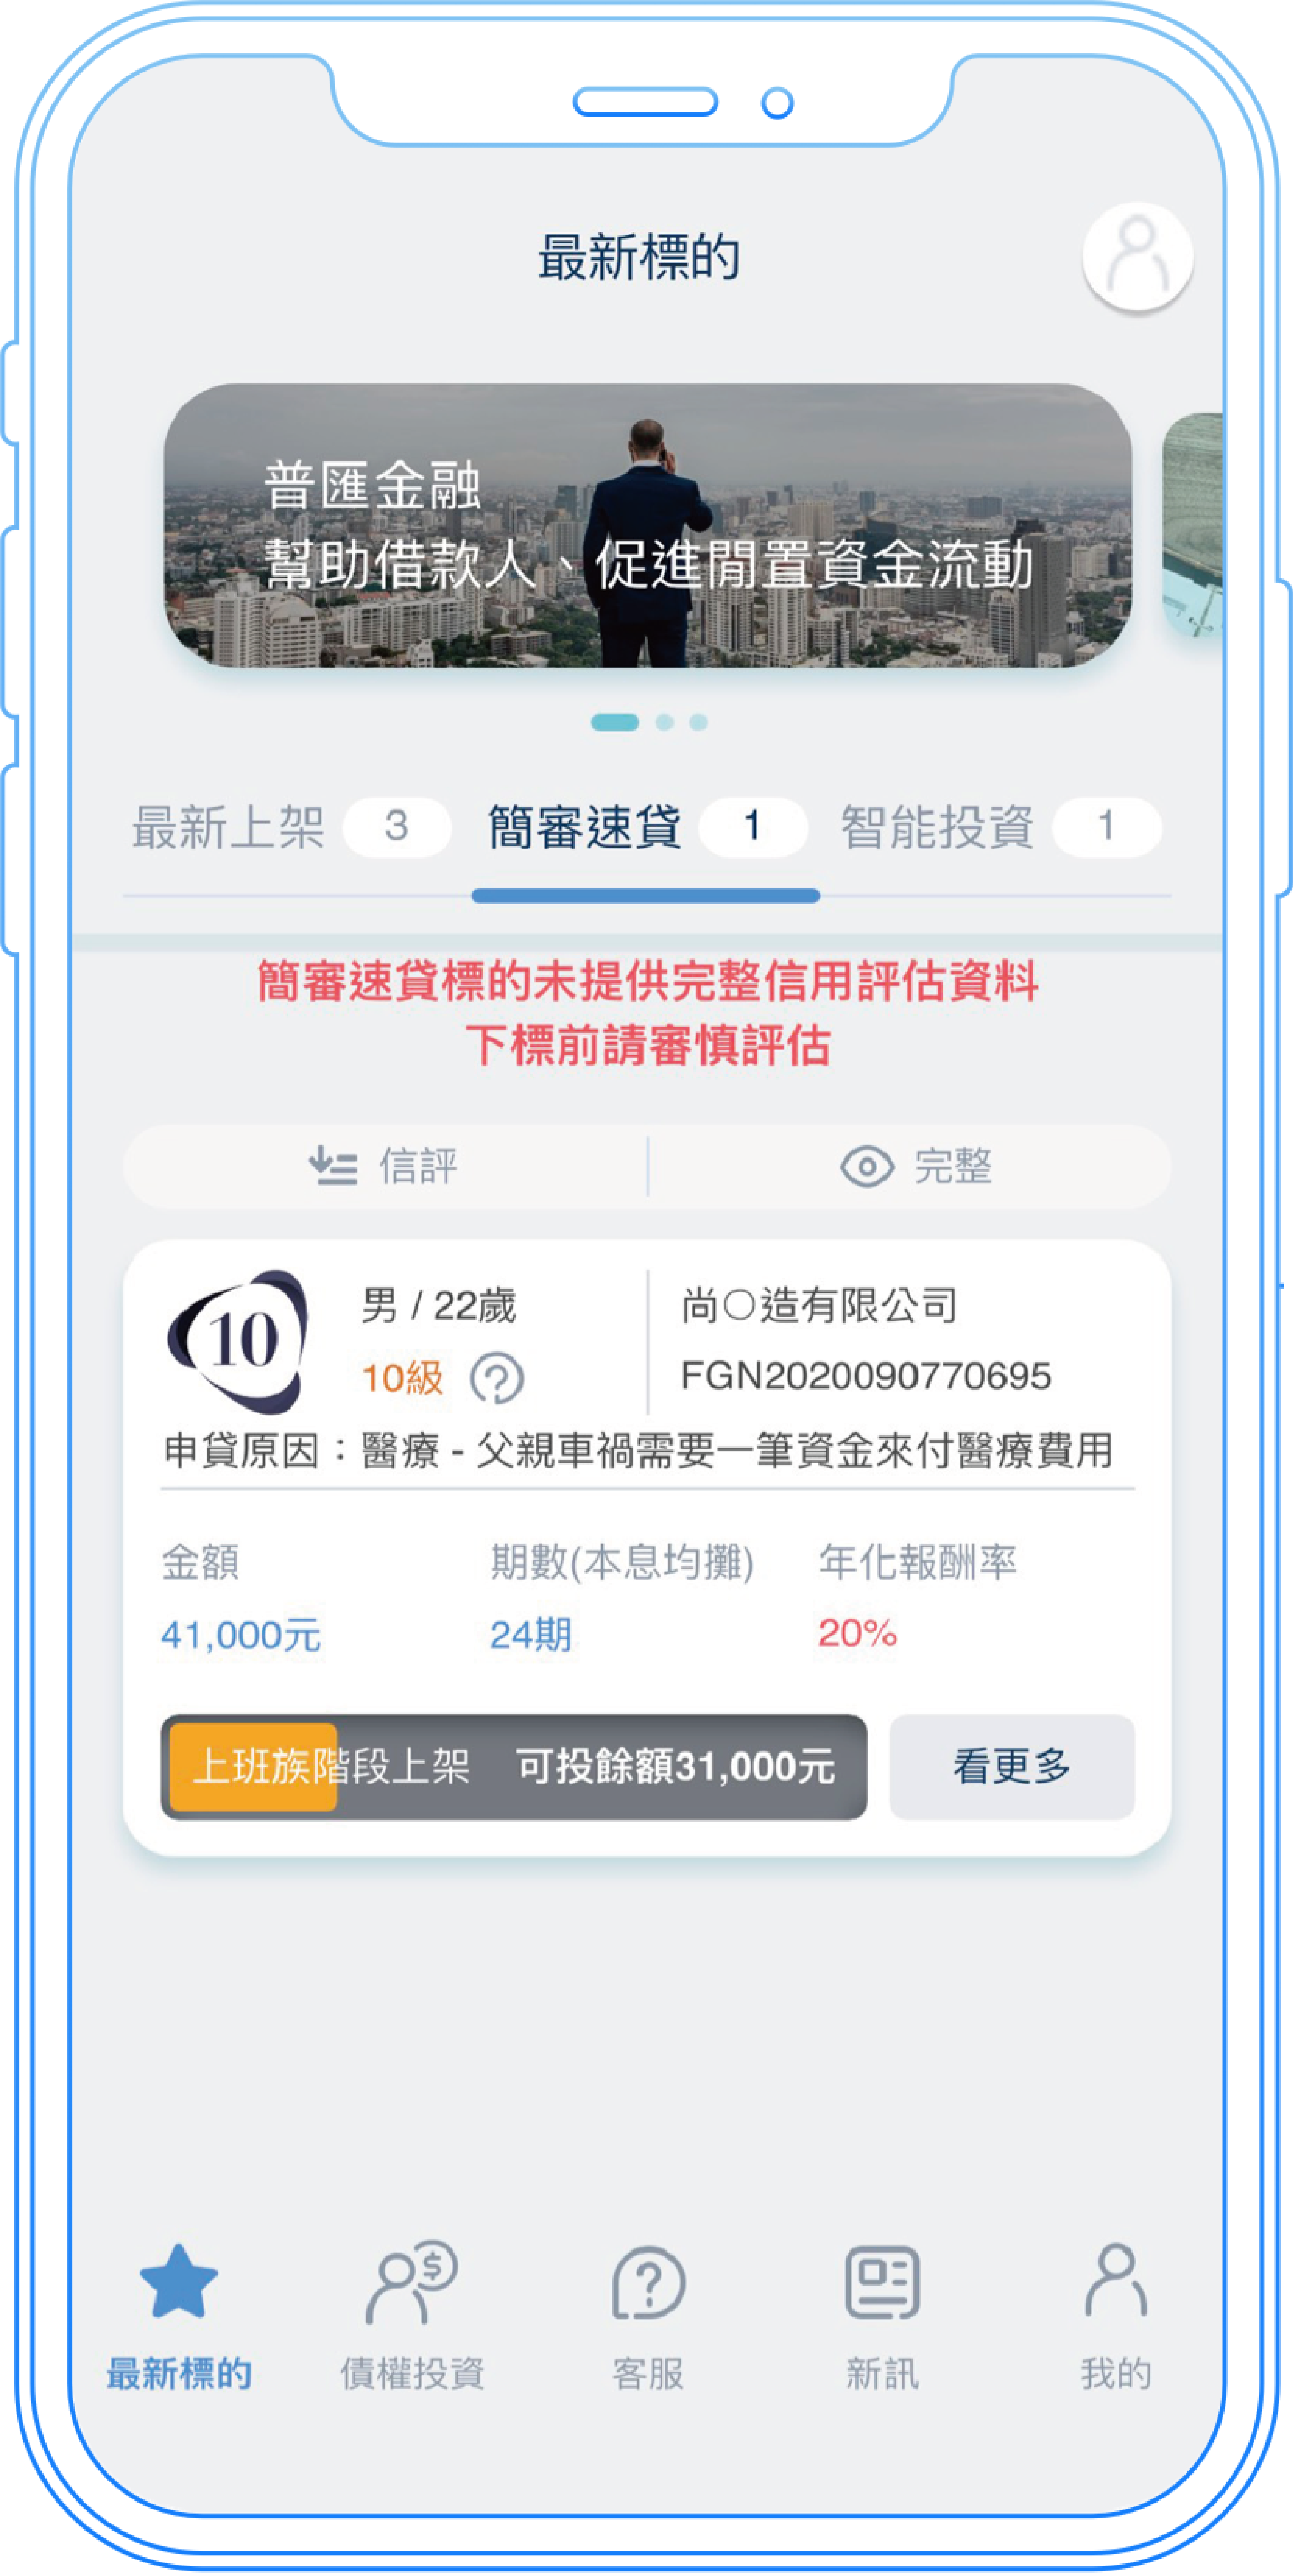 最新標的
普匯金融
幫助借款人、促進閒置資金流動
最新上架 3 簡審速貸 1 智能投資 1
簡審速貸標的未提供完整信用評估資料
下標前請審慎評估
信評 完整
10 男 / 22歲 尚○造有限公司
10級 FGN2020090770695
申貸原因：醫療 - 父親車禍需要一筆資金來付醫療費用
金額 期數(本息均攤) 年化報酬率
41,000元 24期 20%
上班族階段上架 可投餘額31,000元 看更多
最新標的 債權投資 客服 新訊 我的